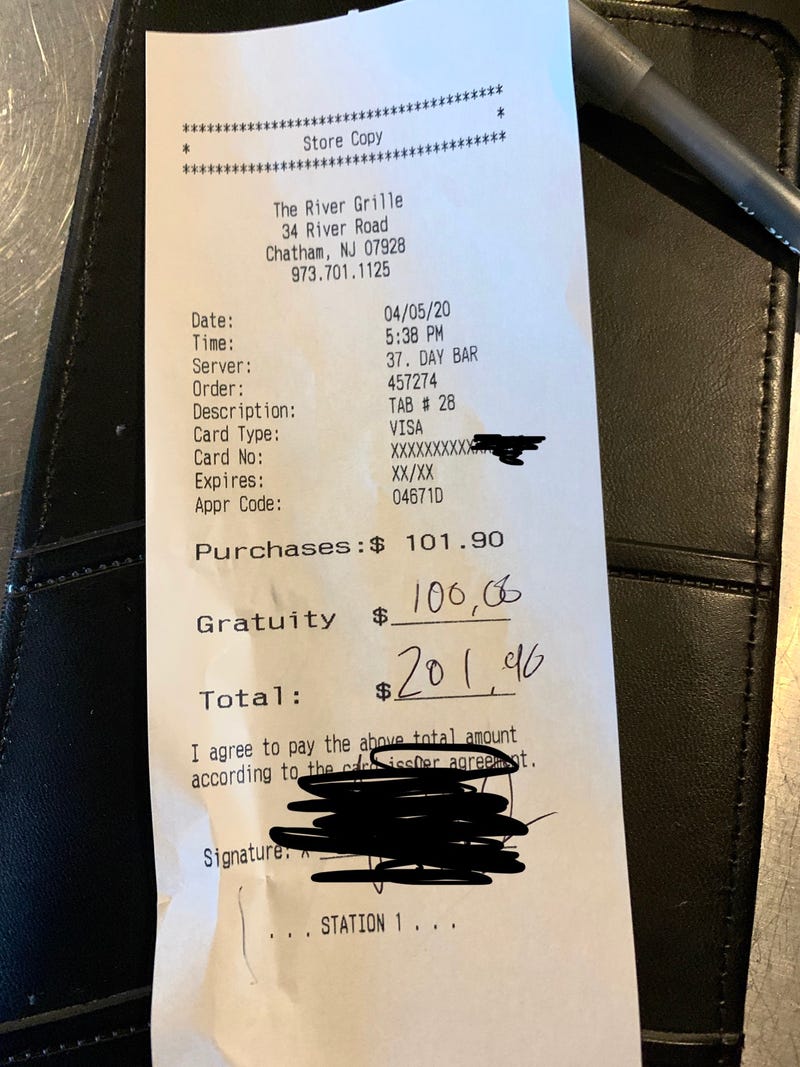 ****************************************
* Store Copy *
****************************************
The River Grille
34 River Road
Chatham, NJ 07928
973.701.1125
Date: 04/05/20
Time: 5:38 PM
Server: 37. DAY BAR
Order: 457274
Description: TAB # 28
Card Type: VISA
Card No: XXXXXXXXXX
Expires: XX/XX
Appr Code: 04671D
Purchases:$ 101.90
Gratuity $ 100,00
Total: $ 201.90
I agree to pay the above total amount
according to the card issuer agreement.
Signature: X
... STATION 1 ...